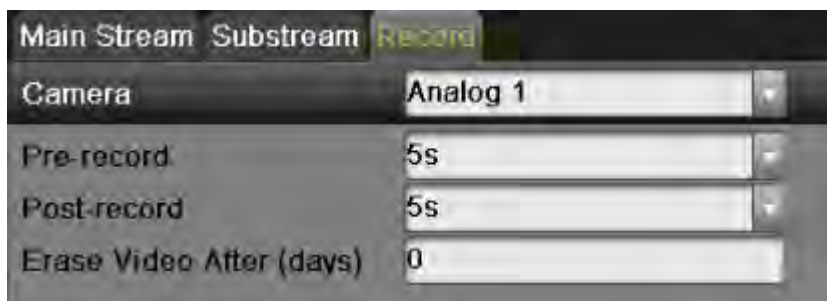 Main Stream Substream Record
Camera Analog 1
Pre-record 5s
Post-record 5s
Erase Video After (days) 0